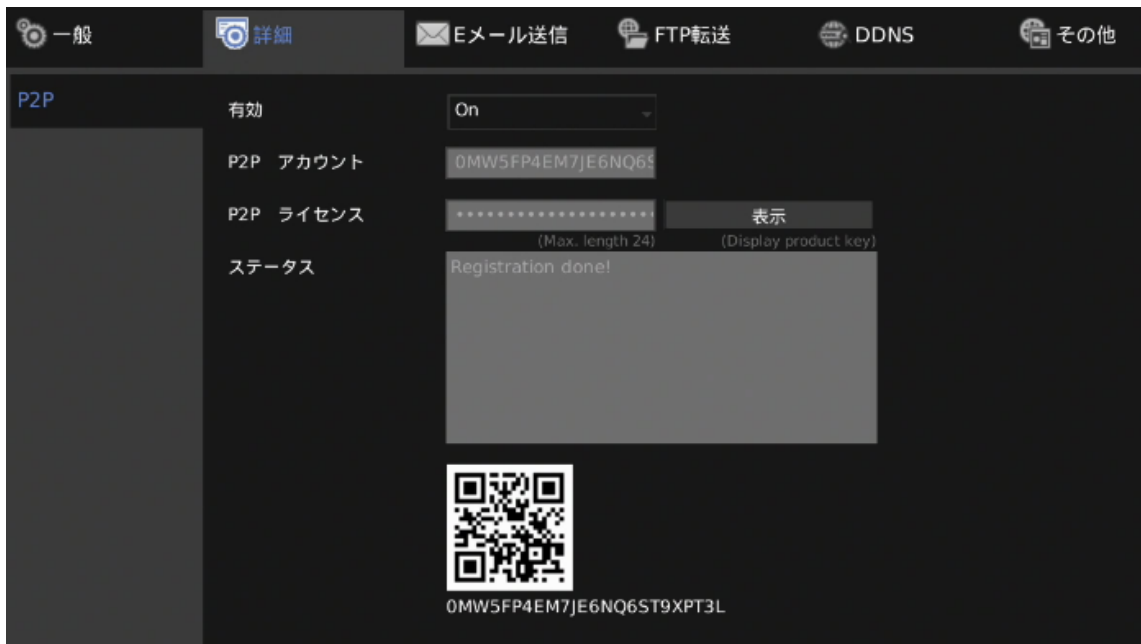 一般 詳細 Eメール送信 FTP転送 DDNS その他
P2P
有効 On
P2P アカウント 0MW5FP4EM7JE6NQ6S
P2P ライセンス ••••••••••••••••••••• 表示
(Max. length 24) (Display product key)
ステータス Registration done!
0MW5FP4EM7JE6NQ6ST9XPT3L